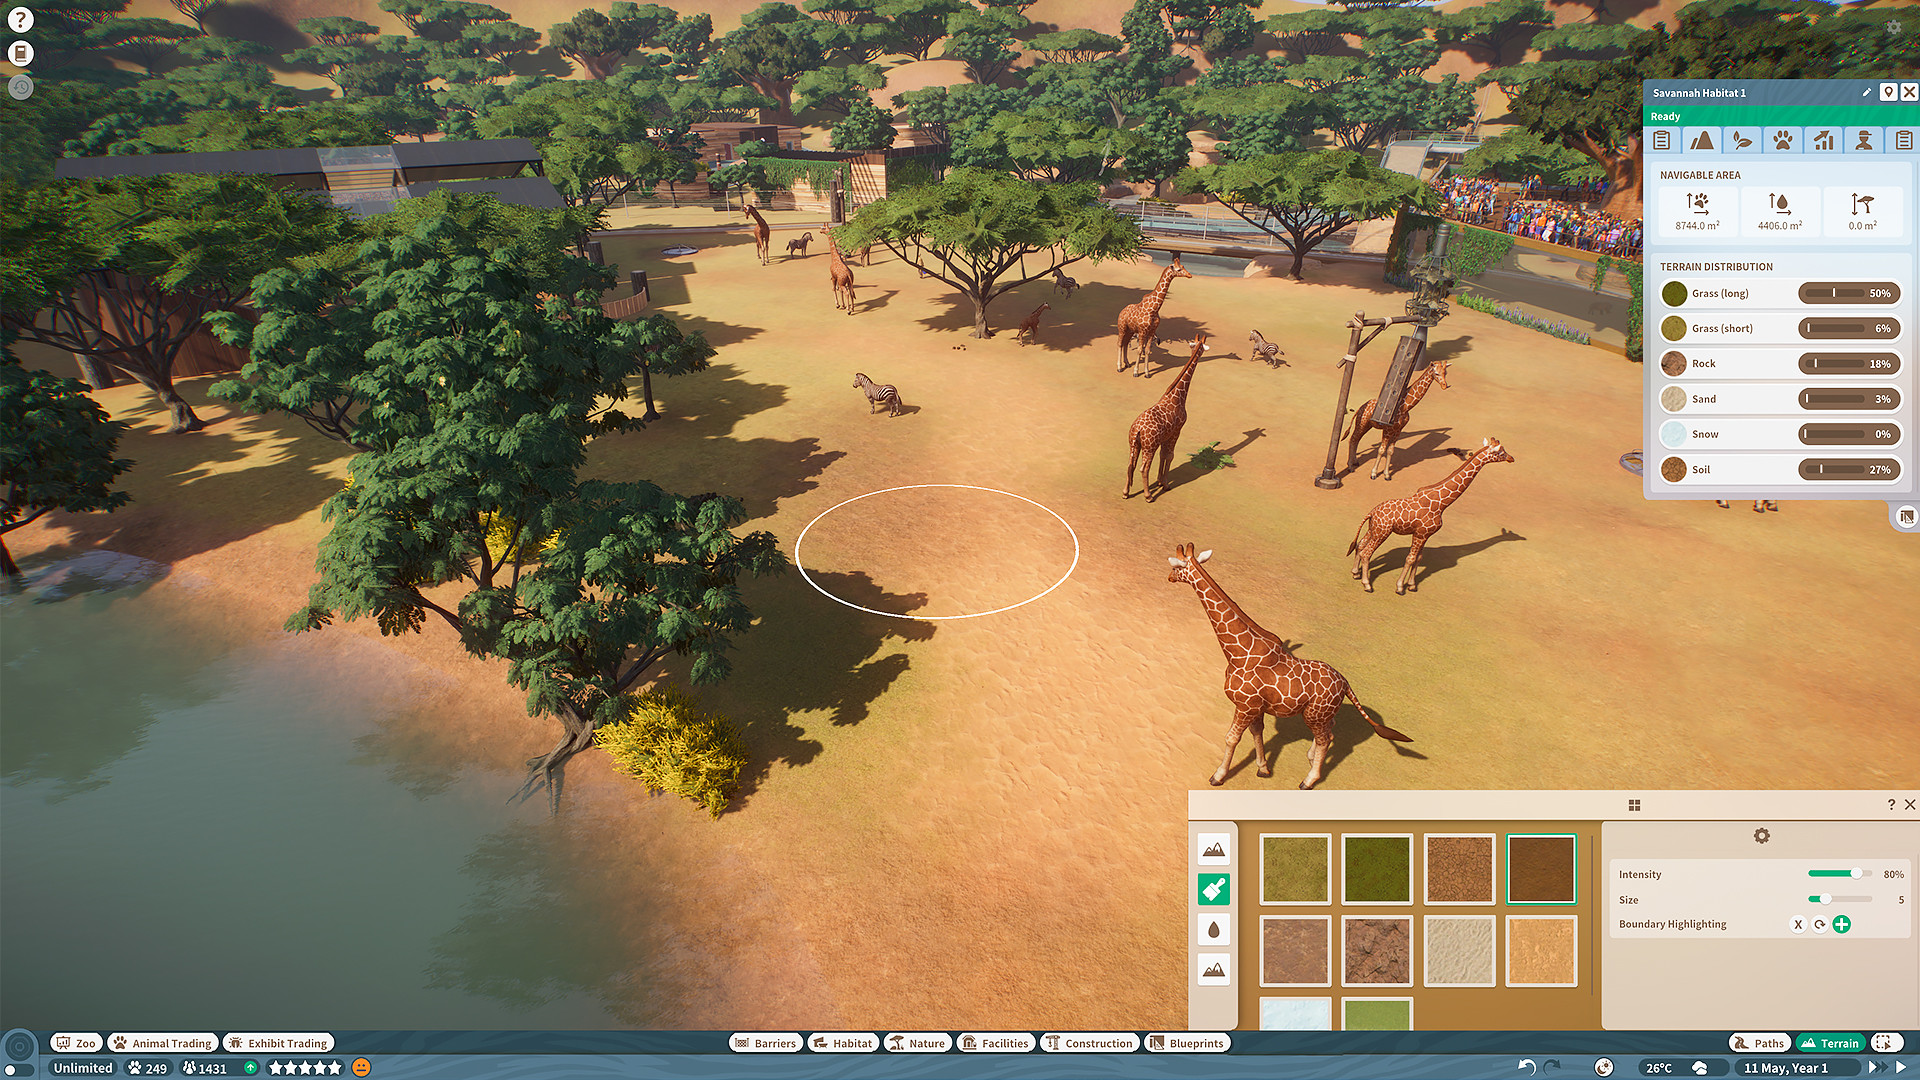 ?
Savannah Habitat 1
Ready
NAVIGABLE AREA
8744.0 m² 4406.0 m² 0.0 m²
TERRAIN DISTRIBUTION
Grass (long) 50%
Grass (short) 6%
Rock 18%
Sand 3%
Snow 0%
Soil 27%
? X
Intensity 80%
Size 5
Boundary Highlighting X
Zoo Animal Trading Exhibit Trading Barriers Habitat Nature Facilities Construction Blueprints Paths Terrain
Unlimited 249 1431 26°C 11 May, Year 1